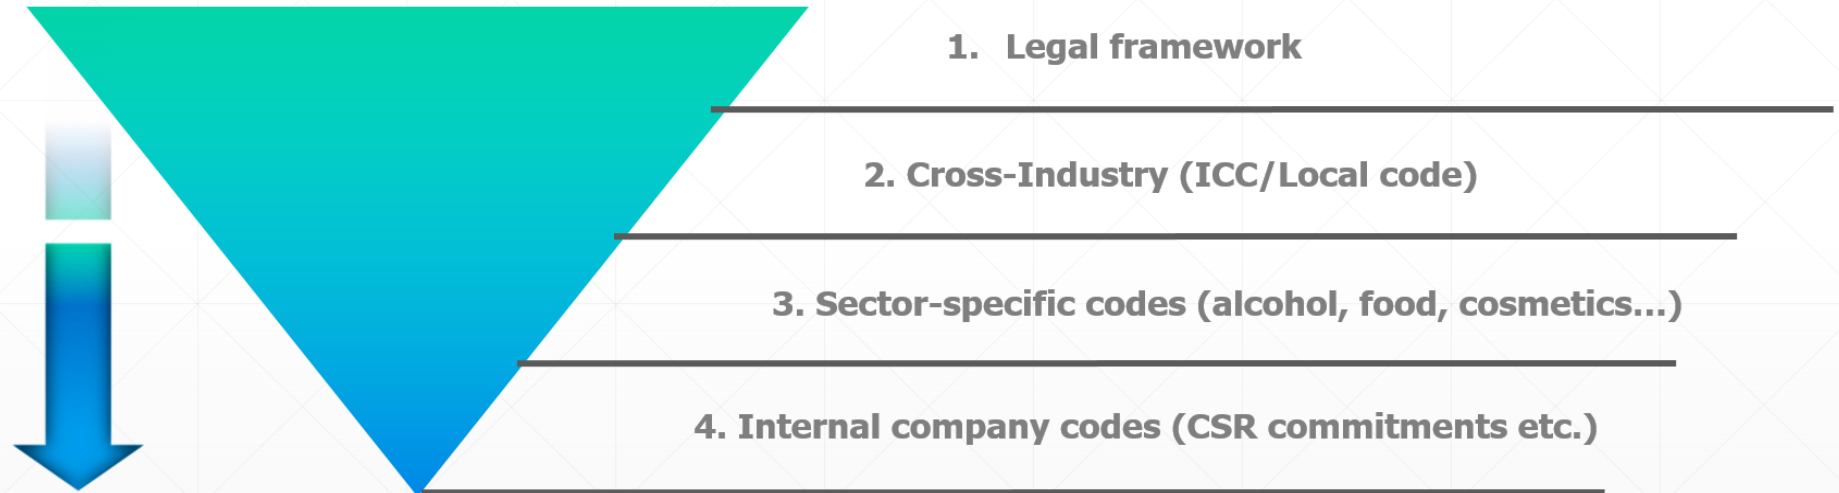 1. Legal framework
2. Cross-Industry (ICC/Local code)
3. Sector-specific codes (alcohol, food, cosmetics...)
4. Internal company codes (CSR commitments etc.)